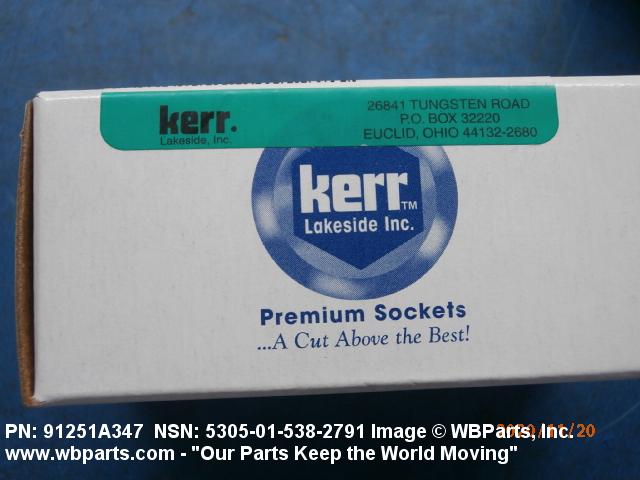 kerr.
Lakeside, Inc.
26841 TUNGSTEN ROAD
P.O. BOX 32220
EUCLID, OHIO 44132-2680
kerr TM
Lakeside Inc.
Premium Sockets
...A Cut Above the Best!
PN: 91251A347 NSN: 5305-01-538-2791 Image © WBParts, Inc.
www.wbparts.com - "Our Parts Keep the World Moving"